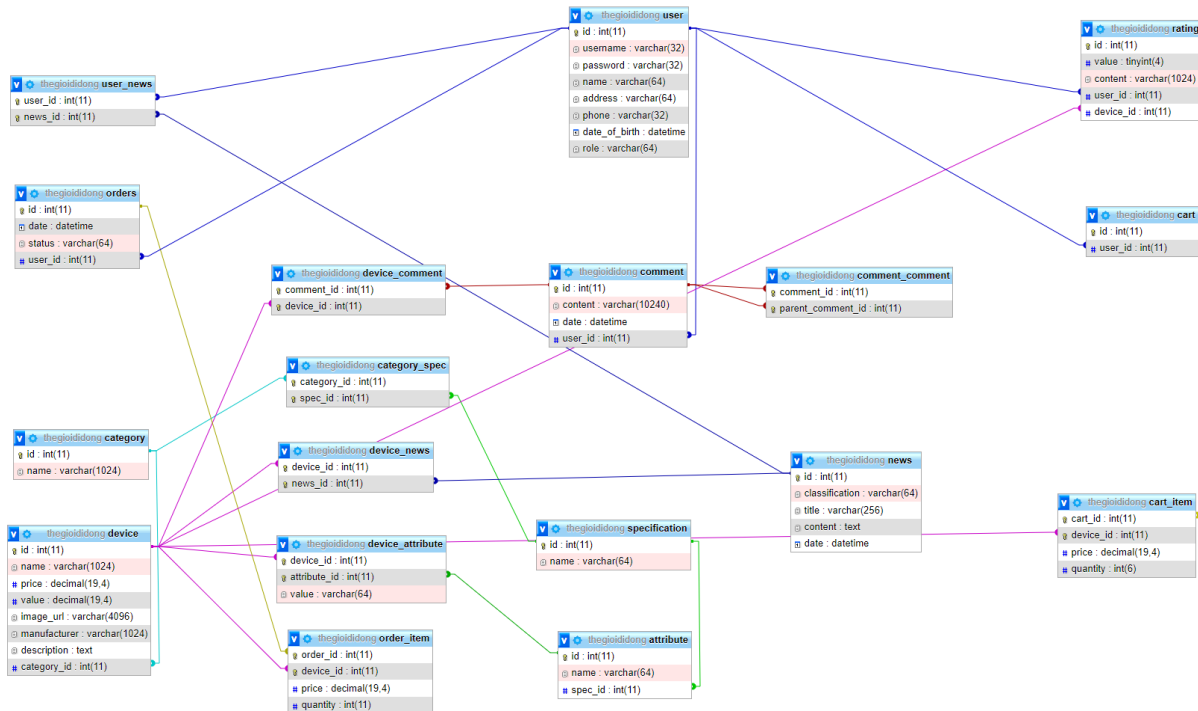 thegioididong user
id : int(11)
username : varchar(32)
password : varchar(32)
name : varchar(64)
address : varchar(64)
phone : varchar(32)
date_of_birth : datetime
role : varchar(64)
thegioididong rating
id : int(11)
value : tinyint(4)
content : varchar(1024)
user_id : int(11)
device_id : int(11)
thegioididong user_news
user_id : int(11)
news_id : int(11)
thegioididong orders
id : int(11)
date : datetime
status : varchar(64)
user_id : int(11)
thegioididong cart
id : int(11)
user_id : int(11)
thegioididong device_comment
comment_id : int(11)
device_id : int(11)
thegioididong comment
id : int(11)
content : varchar(10240)
date : datetime
user_id : int(11)
thegioididong comment_comment
comment_id : int(11)
parent_comment_id : int(11)
thegioididong category_spec
category_id : int(11)
spec_id : int(11)
thegioididong category
id : int(11)
name : varchar(1024)
thegioididong device_news
device_id : int(11)
news_id : int(11)
thegioididong news
id : int(11)
classification : varchar(64)
title : varchar(256)
content : text
date : datetime
thegioididong cart_item
cart_id : int(11)
device_id : int(11)
price : decimal(19,4)
quantity : int(6)
thegioididong device
id : int(11)
name : varchar(1024)
price : decimal(19,4)
value : decimal(19,4)
image_url : varchar(4096)
manufacturer : varchar(1024)
description : text
category_id : int(11)
thegioididong device_attribute
device_id : int(11)
attribute_id : int(11)
value : varchar(64)
thegioididong specification
id : int(11)
name : varchar(64)
thegioididong order_item
order_id : int(11)
device_id : int(11)
price : decimal(19,4)
quantity : int(11)
thegioididong attribute
id : int(11)
name : varchar(64)
spec_id : int(11)